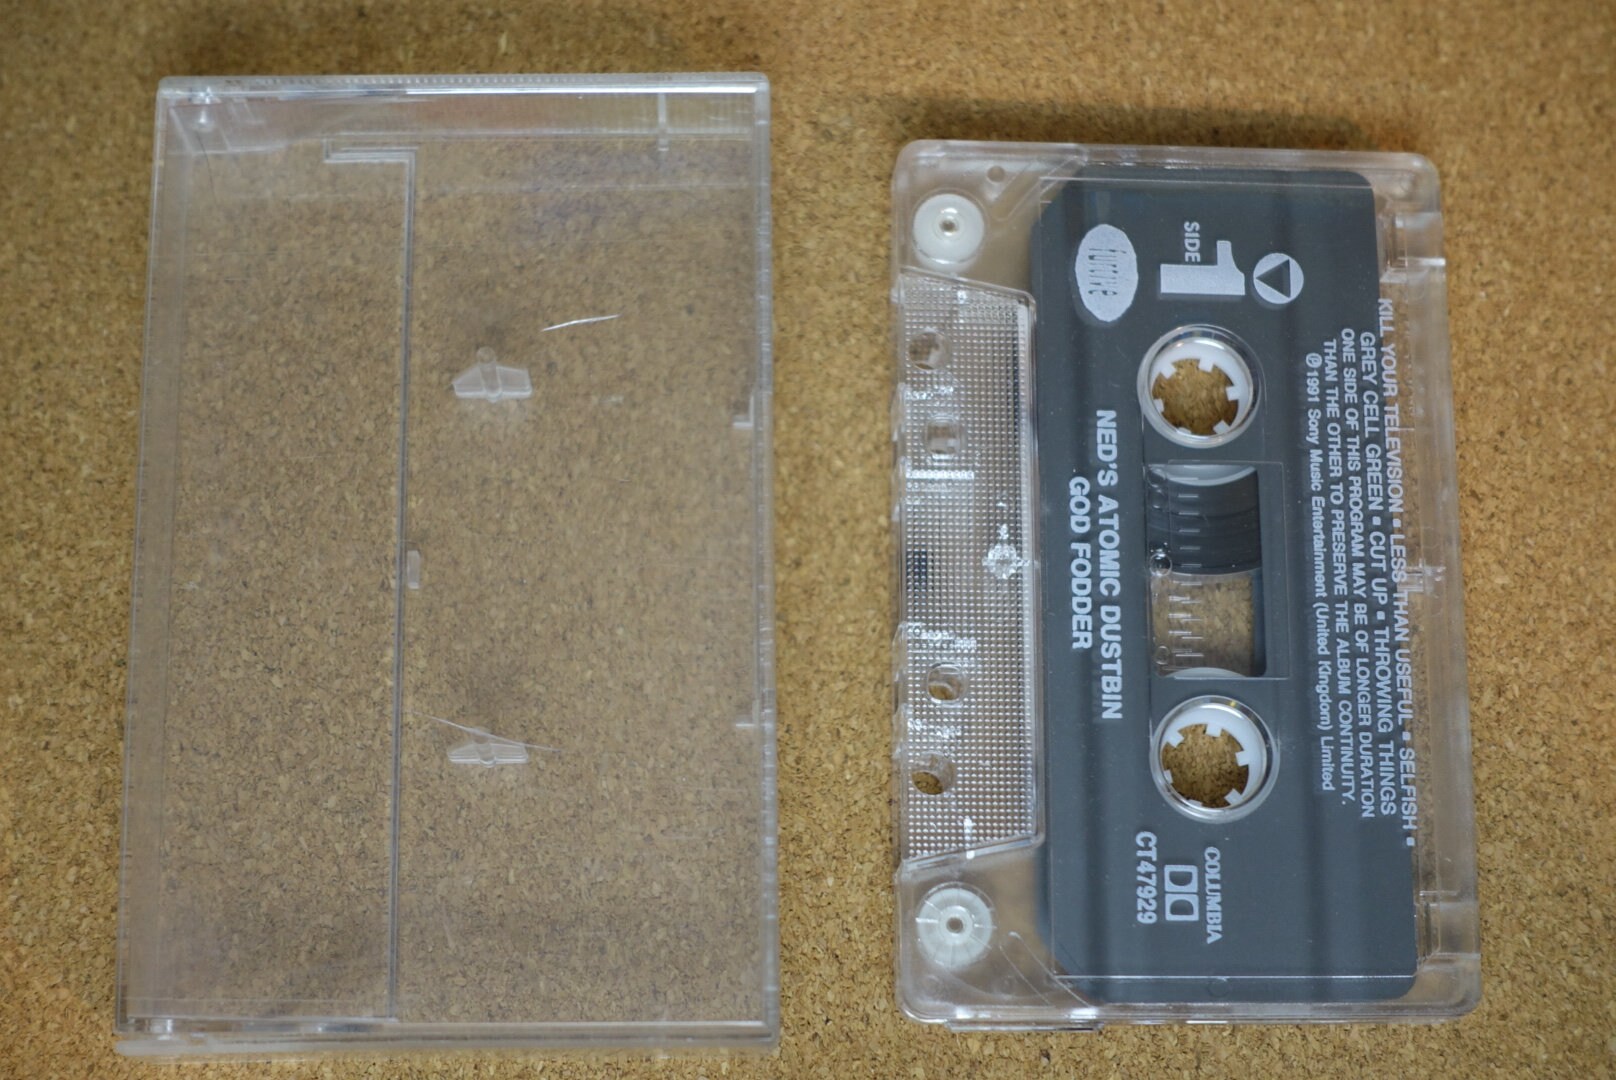 KILL YOUR TELEVISION ▪ LESS THAN USEFUL ▪ SELFISH ▪
GREY CELL GREEN ▪ CUT UP ▪ THROWING THINGS
ONE SIDE OF THIS PROGRAM MAY BE OF LONGER DURATION
THAN THE OTHER TO PRESERVE THE ALBUM CONTINUITY.
℗1991 Sony Music Entertainment (United Kingdom) Limited
SIDE
1
furtive
COLUMBIA
CT47929
NED'S ATOMIC DUSTBIN
GOD FODDER